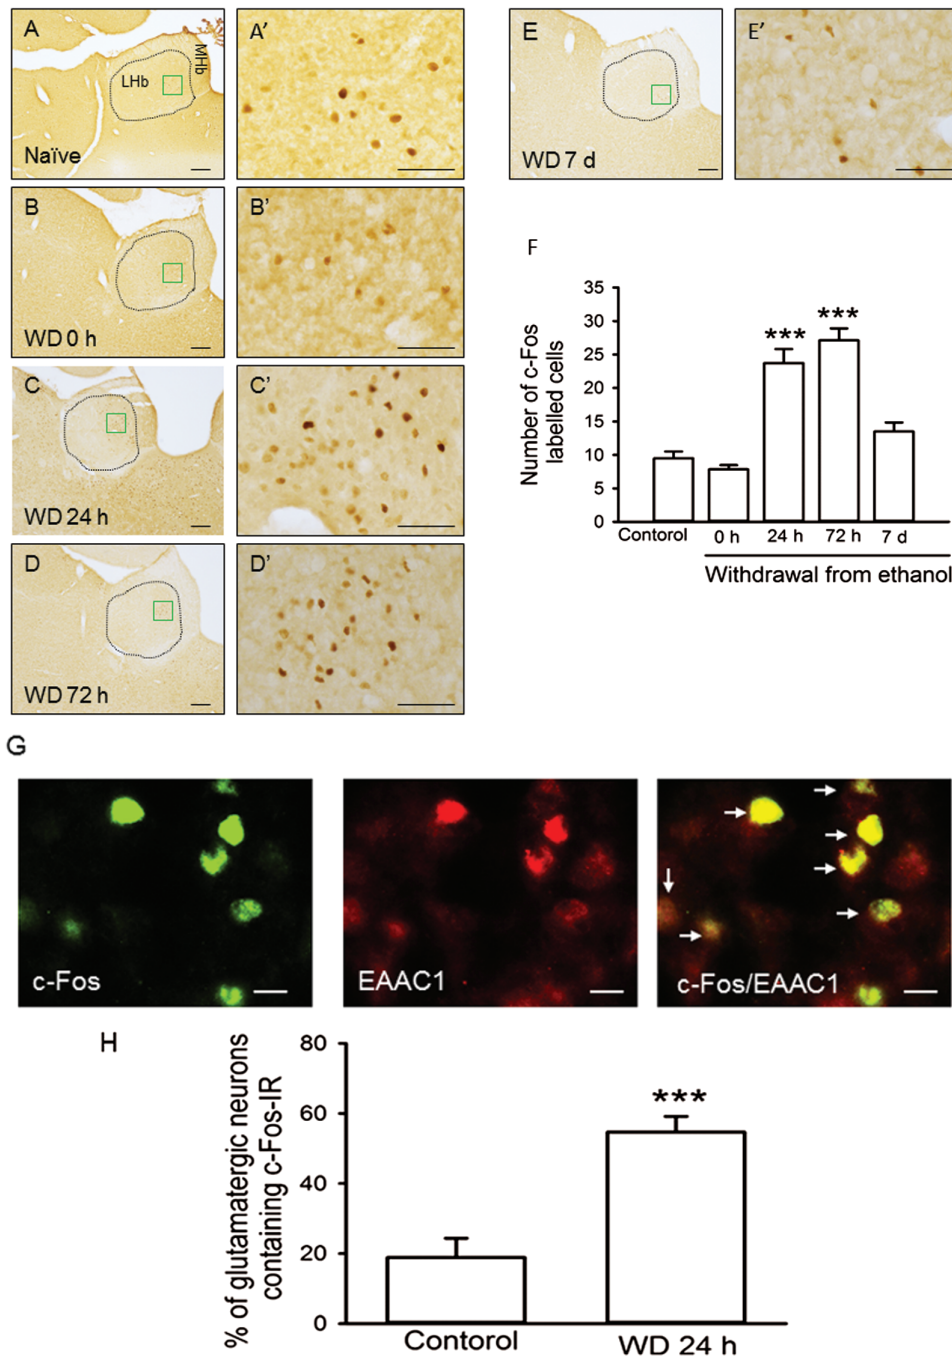 A
LHb
MHb
Naïve
A'
B
WD 0 h
B'
C
WD 24 h
C'
D
WD 72 h
D'
E
WD 7 d
E'
F
Number of c-Fos
labelled cells
35
30
25
20
15
10
5
0
***
***
Contorol
0 h
24 h
72 h
7 d
Withdrawal from ethanol
G
c-Fos
EAAC1
c-Fos/EAAC1
H
% of glutamatergic neurons
containing c-Fos-IR
80
60
40
20
0
***
Contorol
WD 24 h